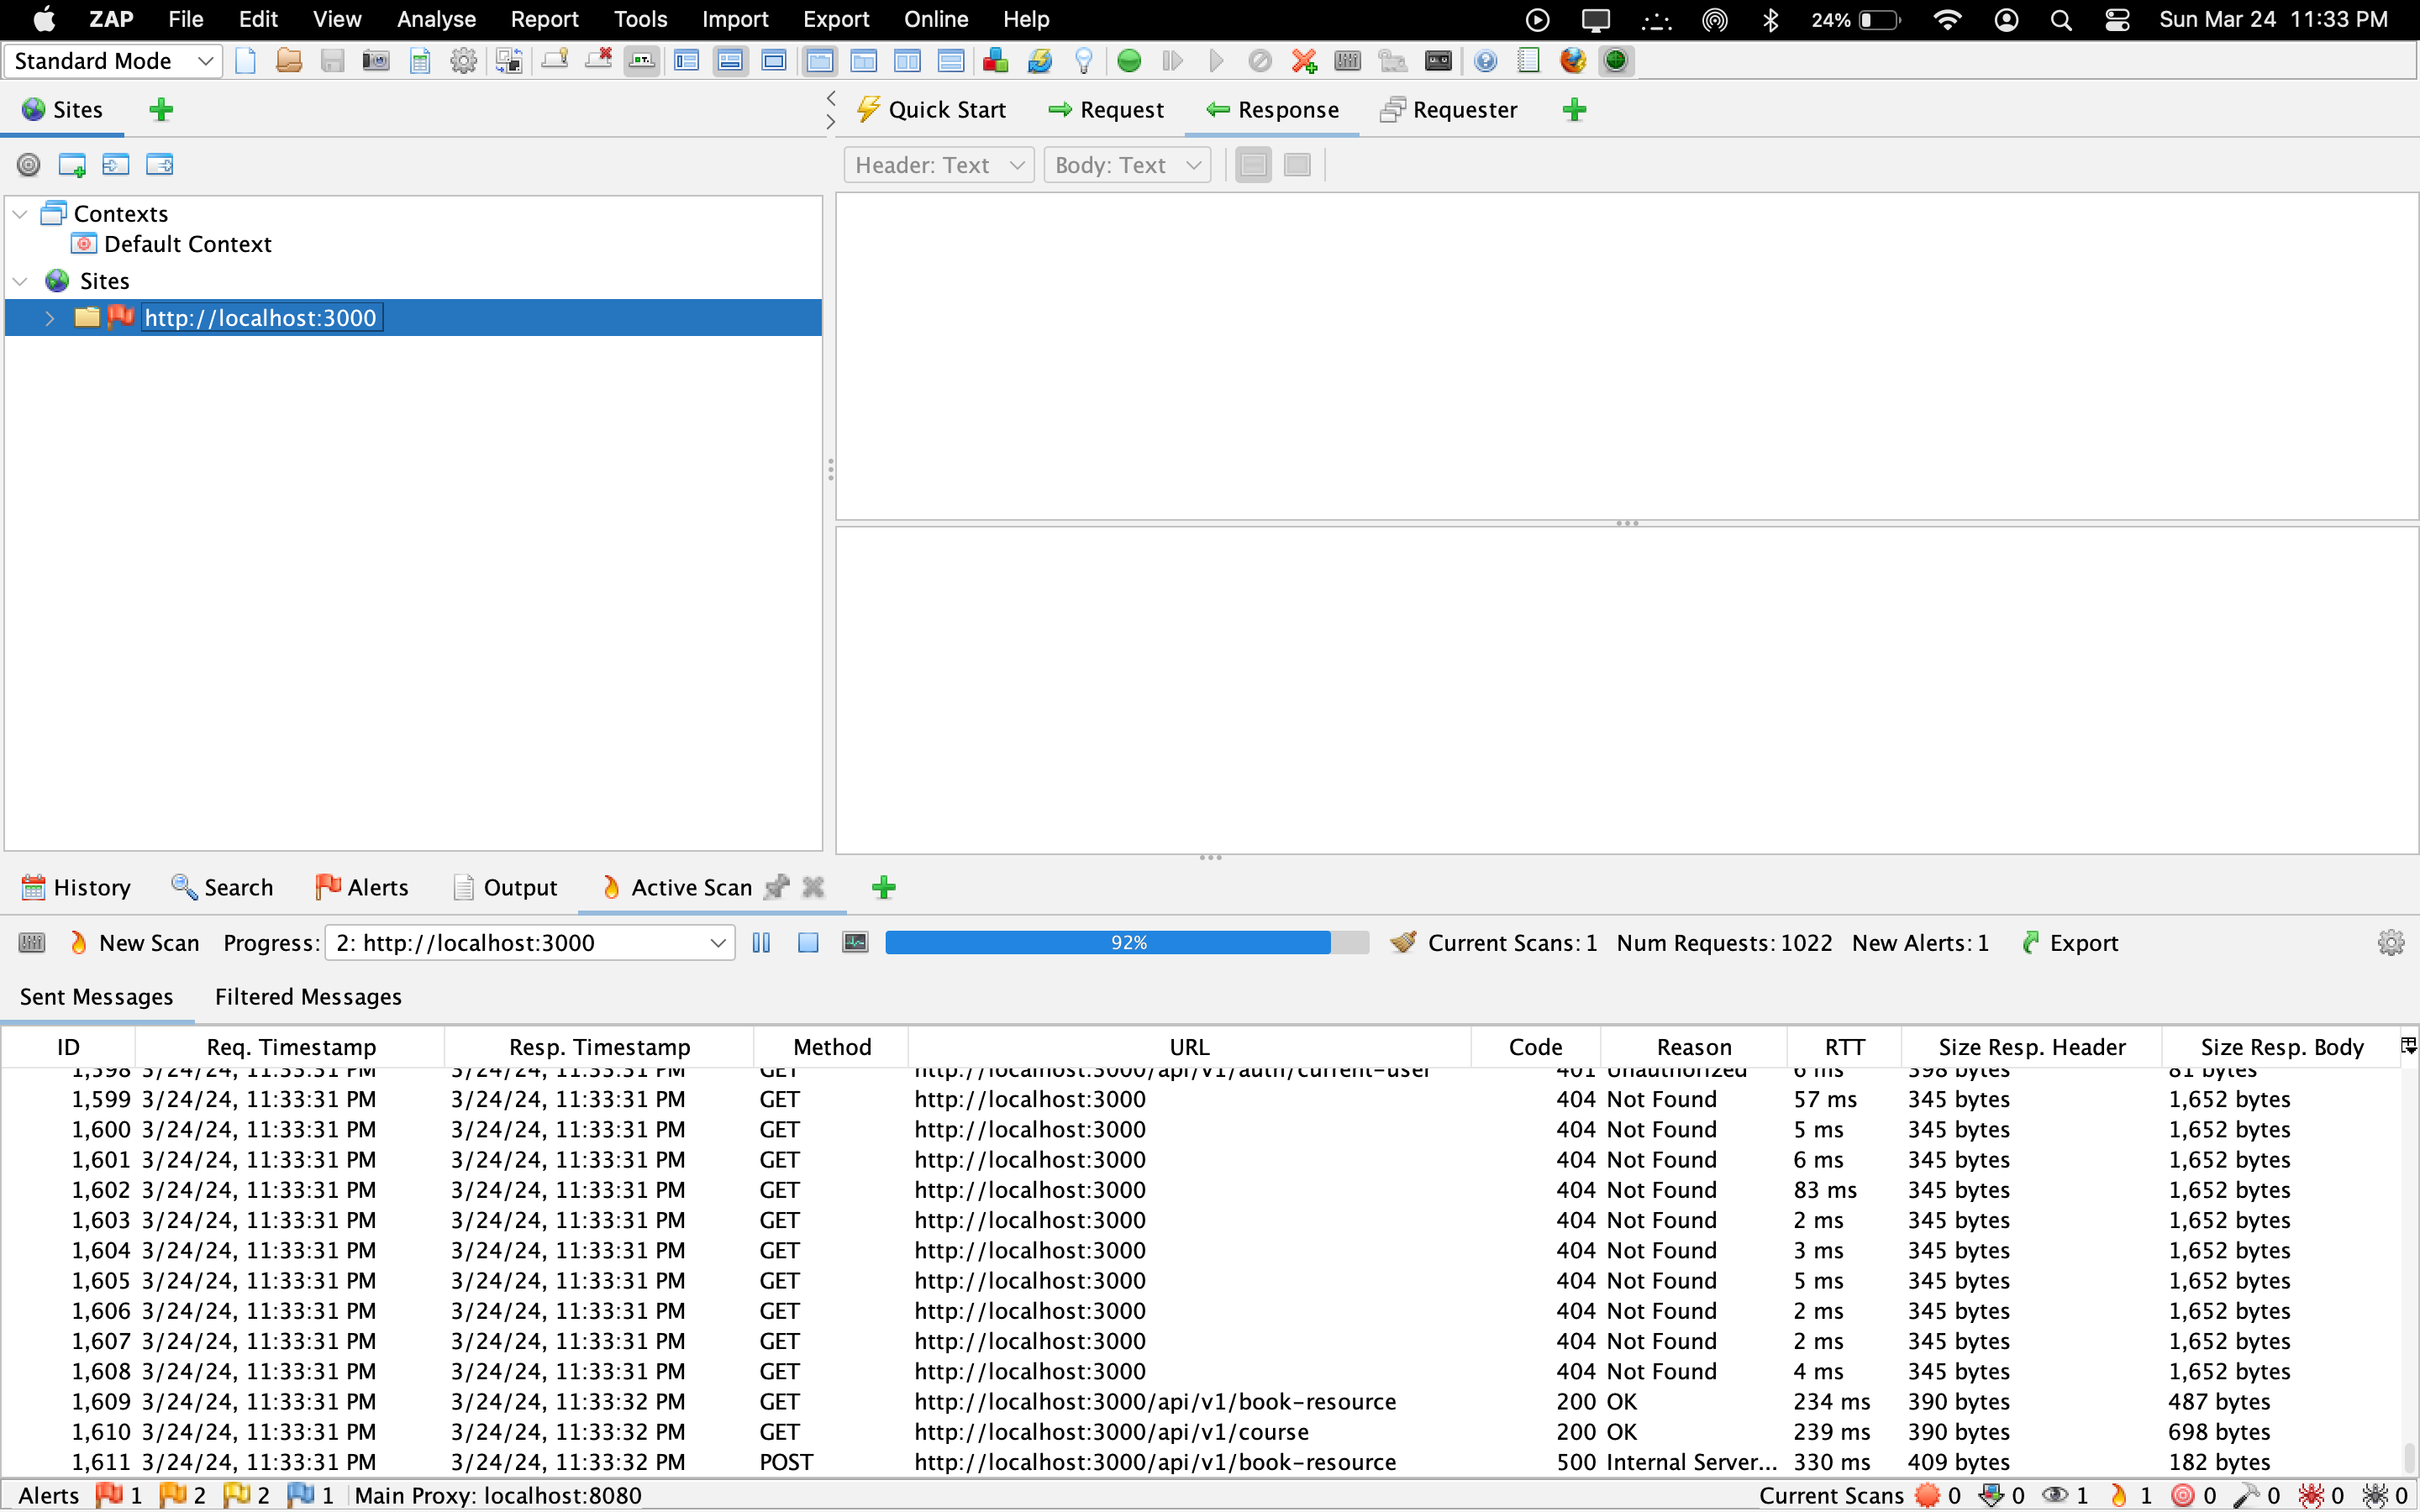 ZAP File Edit View Analyse Report Tools Import Export Online Help 24% Sun Mar 24 11:33 PM
Standard Mode
Sites Quick Start Request Response Requester
Header: Text Body: Text
Contexts
Default Context
Sites
http://localhost:3000
History Search Alerts Output Active Scan
New Scan Progress: 2: http://localhost:3000 92% Current Scans: 1 Num Requests: 1022 New Alerts: 1 Export
Sent Messages Filtered Messages
ID Req. Timestamp Resp. Timestamp Method URL Code Reason RTT Size Resp. Header Size Resp. Body
1,598 3/24/24, 11:33:31 PM 3/24/24, 11:33:31 PM GET http://localhost:3000/api/v1/auth/current-user 401 Unauthorized 6 ms 398 bytes 81 bytes
1,599 3/24/24, 11:33:31 PM 3/24/24, 11:33:31 PM GET http://localhost:3000 404 Not Found 57 ms 345 bytes 1,652 bytes
1,600 3/24/24, 11:33:31 PM 3/24/24, 11:33:31 PM GET http://localhost:3000 404 Not Found 5 ms 345 bytes 1,652 bytes
1,601 3/24/24, 11:33:31 PM 3/24/24, 11:33:31 PM GET http://localhost:3000 404 Not Found 6 ms 345 bytes 1,652 bytes
1,602 3/24/24, 11:33:31 PM 3/24/24, 11:33:31 PM GET http://localhost:3000 404 Not Found 83 ms 345 bytes 1,652 bytes
1,603 3/24/24, 11:33:31 PM 3/24/24, 11:33:31 PM GET http://localhost:3000 404 Not Found 2 ms 345 bytes 1,652 bytes
1,604 3/24/24, 11:33:31 PM 3/24/24, 11:33:31 PM GET http://localhost:3000 404 Not Found 3 ms 345 bytes 1,652 bytes
1,605 3/24/24, 11:33:31 PM 3/24/24, 11:33:31 PM GET http://localhost:3000 404 Not Found 5 ms 345 bytes 1,652 bytes
1,606 3/24/24, 11:33:31 PM 3/24/24, 11:33:31 PM GET http://localhost:3000 404 Not Found 2 ms 345 bytes 1,652 bytes
1,607 3/24/24, 11:33:31 PM 3/24/24, 11:33:31 PM GET http://localhost:3000 404 Not Found 2 ms 345 bytes 1,652 bytes
1,608 3/24/24, 11:33:31 PM 3/24/24, 11:33:31 PM GET http://localhost:3000 404 Not Found 4 ms 345 bytes 1,652 bytes
1,609 3/24/24, 11:33:31 PM 3/24/24, 11:33:32 PM GET http://localhost:3000/api/v1/book-resource 200 OK 234 ms 390 bytes 487 bytes
1,610 3/24/24, 11:33:31 PM 3/24/24, 11:33:32 PM GET http://localhost:3000/api/v1/course 200 OK 239 ms 390 bytes 698 bytes
1,611 3/24/24, 11:33:31 PM 3/24/24, 11:33:32 PM POST http://localhost:3000/api/v1/book-resource 500 Internal Server... 330 ms 409 bytes 182 bytes
Alerts 1 2 2 1 Main Proxy: localhost:8080 Current Scans 0 0 1 1 0 0 0 0